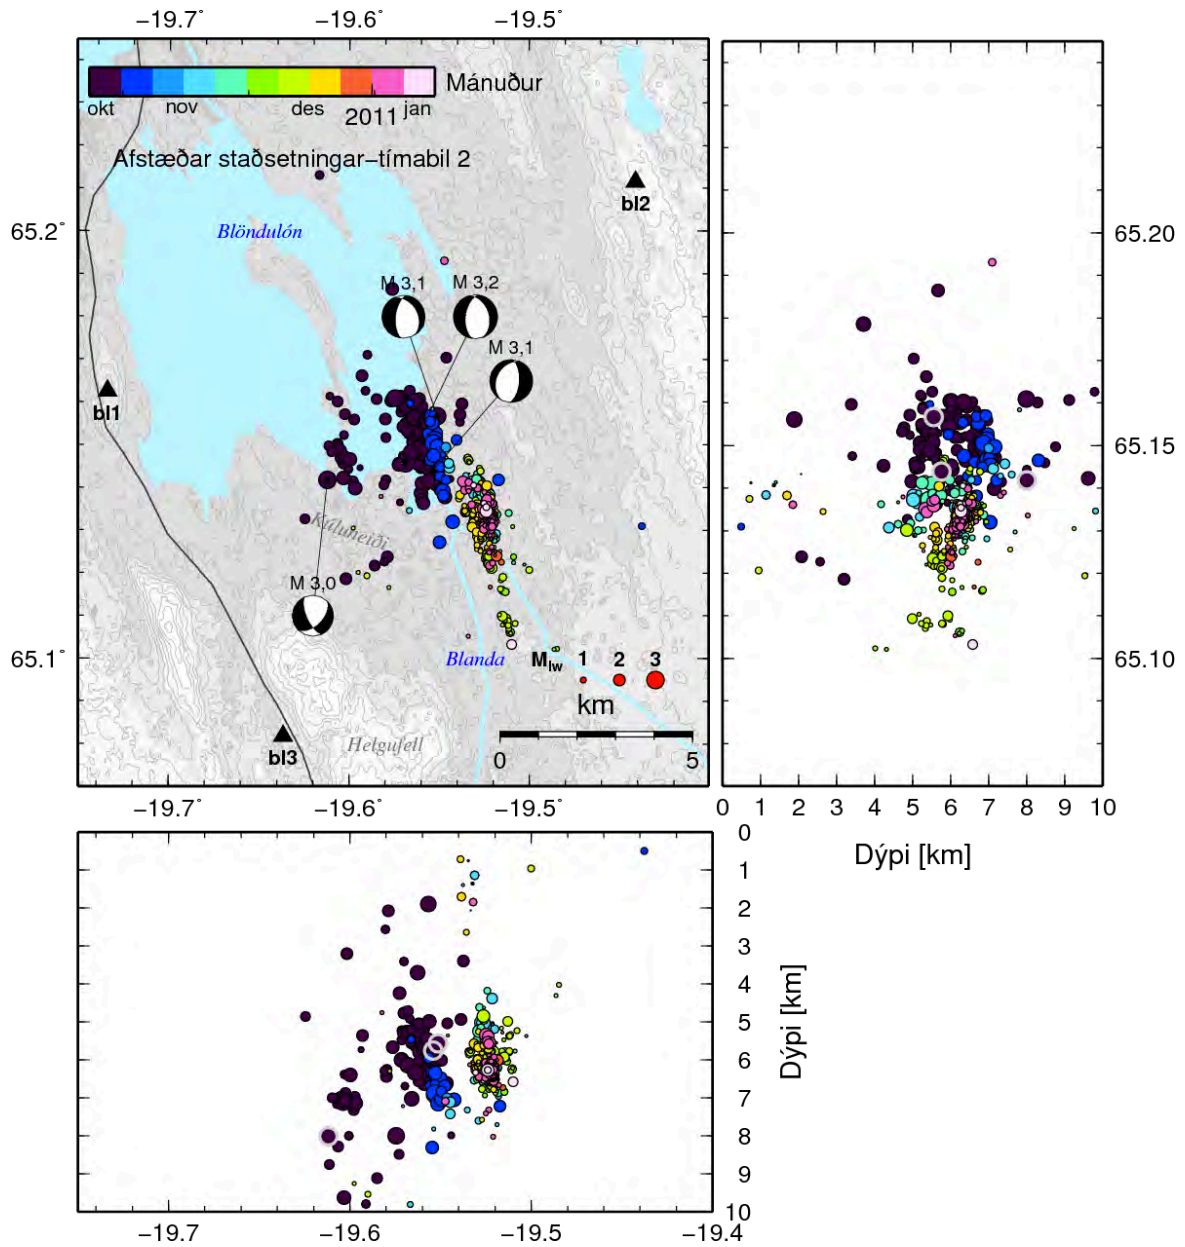 −19.7° −19.6° −19.5°
Mánuður
okt nov des jan
2011
Afstæðar staðsetningar−tímabil 2
bl2
65.2°
Blöndulón
65.20
M 3,1 M 3,2
M 3,1
bl1
65.15
Kúluheiði
M 3,0
65.1°
Blanda
Mlw 1 2 3
65.10
km
bl3
Helgufell
0 5
−19.7° −19.6° −19.5°
0 1 2 3 4 5 6 7 8 9 10
Dýpi [km]
0
1
2
3
4
5
6
7
8
9
10
Dýpi [km]
−19.7 −19.6 −19.5 −19.4